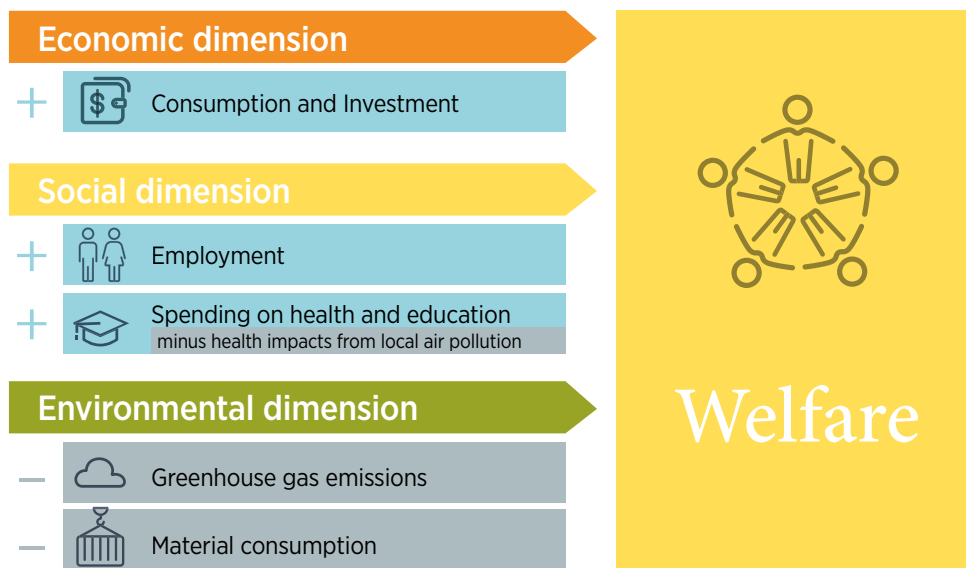 Economic dimension
+ Consumption and Investment
Social dimension
+ Employment
+ Spending on health and education
minus health impacts from local air pollution
Environmental dimension
– Greenhouse gas emissions
– Material consumption
Welfare